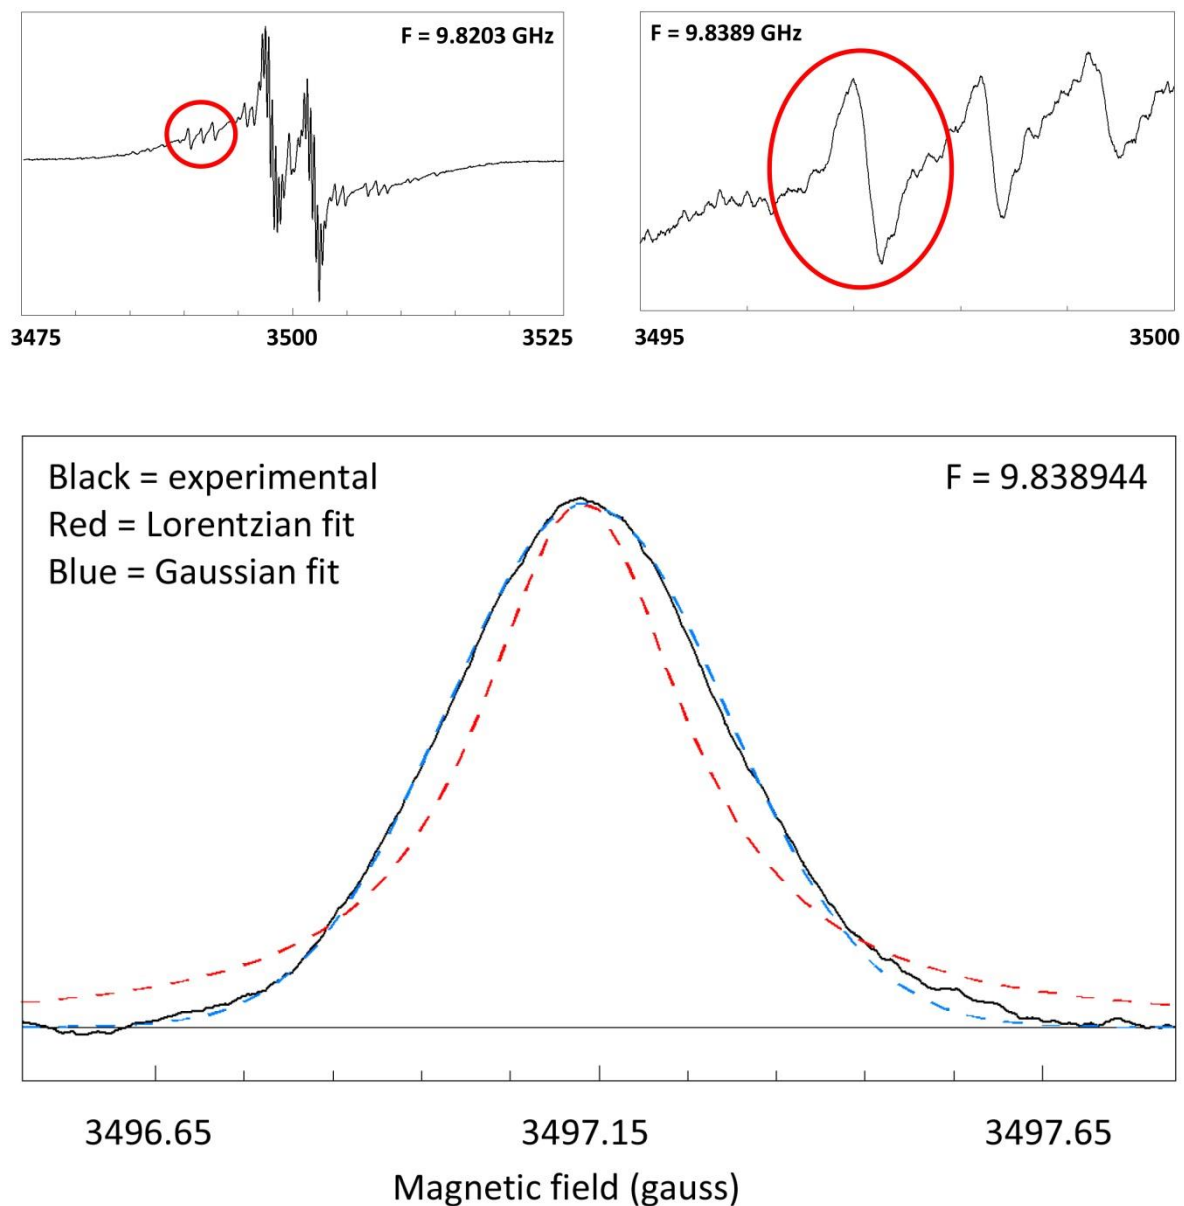 F = 9.8203 GHz
3475 3500 3525
F = 9.8389 GHz
3495 3500
Black = experimental
Red = Lorentzian fit
Blue = Gaussian fit
F = 9.838944
3496.65 3497.15 3497.65
Magnetic field (gauss)